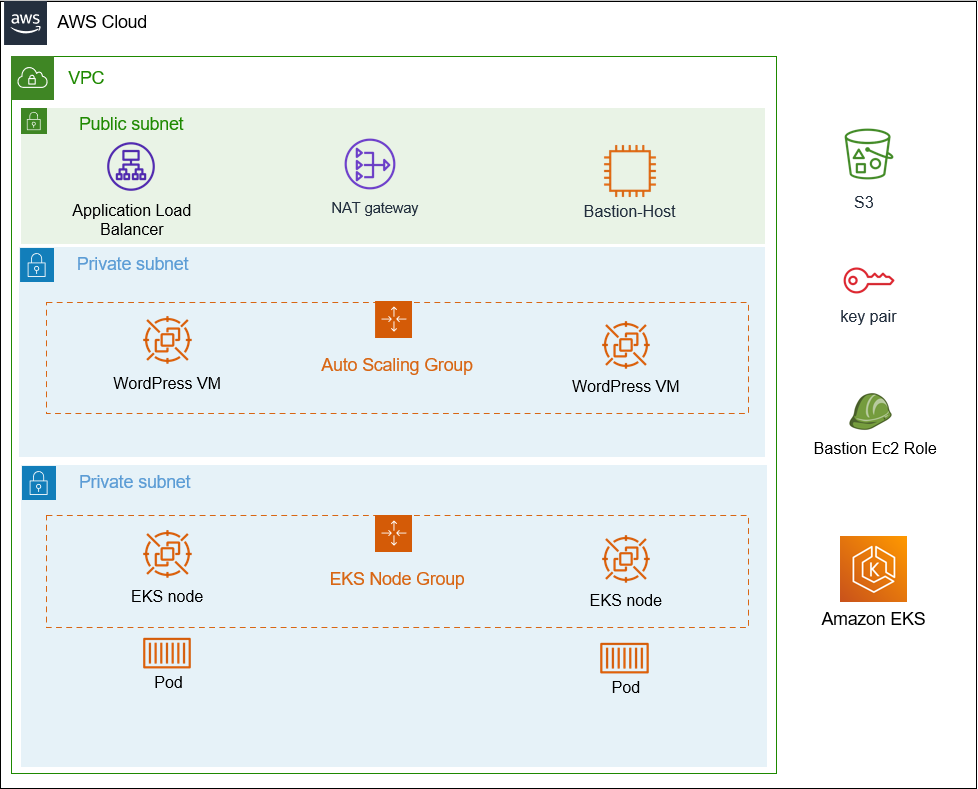 aws
AWS Cloud
VPC
Public subnet
Application Load
Balancer
NAT gateway
Bastion-Host
Private subnet
WordPress VM
Auto Scaling Group
WordPress VM
Private subnet
EKS node
EKS Node Group
EKS node
Pod
Pod
S3
key pair
Bastion Ec2 Role
K
Amazon EKS